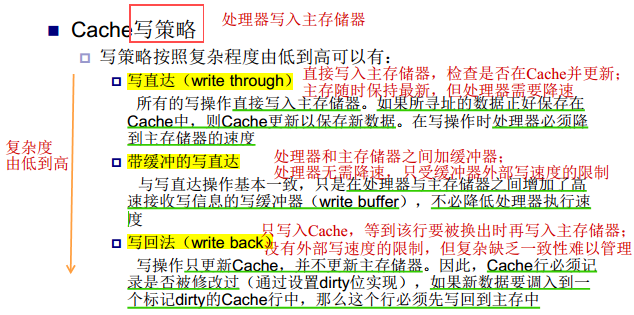 Cache写策略
处理器写入主存储器
写策略按照复杂程度由低到高可以有：
写直达（write through）
直接写入主存储器，检查是否在Cache并更新；
主存随时保持最新，但处理器需要降速
所有的写操作直接写入主存储器。如果所寻址的数据正好保存在
Cache中，则Cache更新以保存新数据。在写操作时处理器必须降
到主存储器的速度
复杂度
由低到高
带缓冲的写直达
处理器和主存储器之间加缓冲器；
处理器无需降速，只受缓冲器外部写速度的限制
与写直达操作基本一致，只是在处理器与主存储器之间增加了高
速接收写信息的写缓冲器（write buffer），不必降低处理器执行速
度
写回法（write back）
只写入Cache，等到该行要被换出时再写入主存储器；
没有外部写速度的限制，但复杂缺乏一致性难以管理
写操作只更新Cache，并不更新主存储器。因此，Cache行必须记
录是否被修改过（通过设置dirty位实现），如果新数据要调入到一
个标记dirty的Cache行中，那么这个行必须先写回到主存中